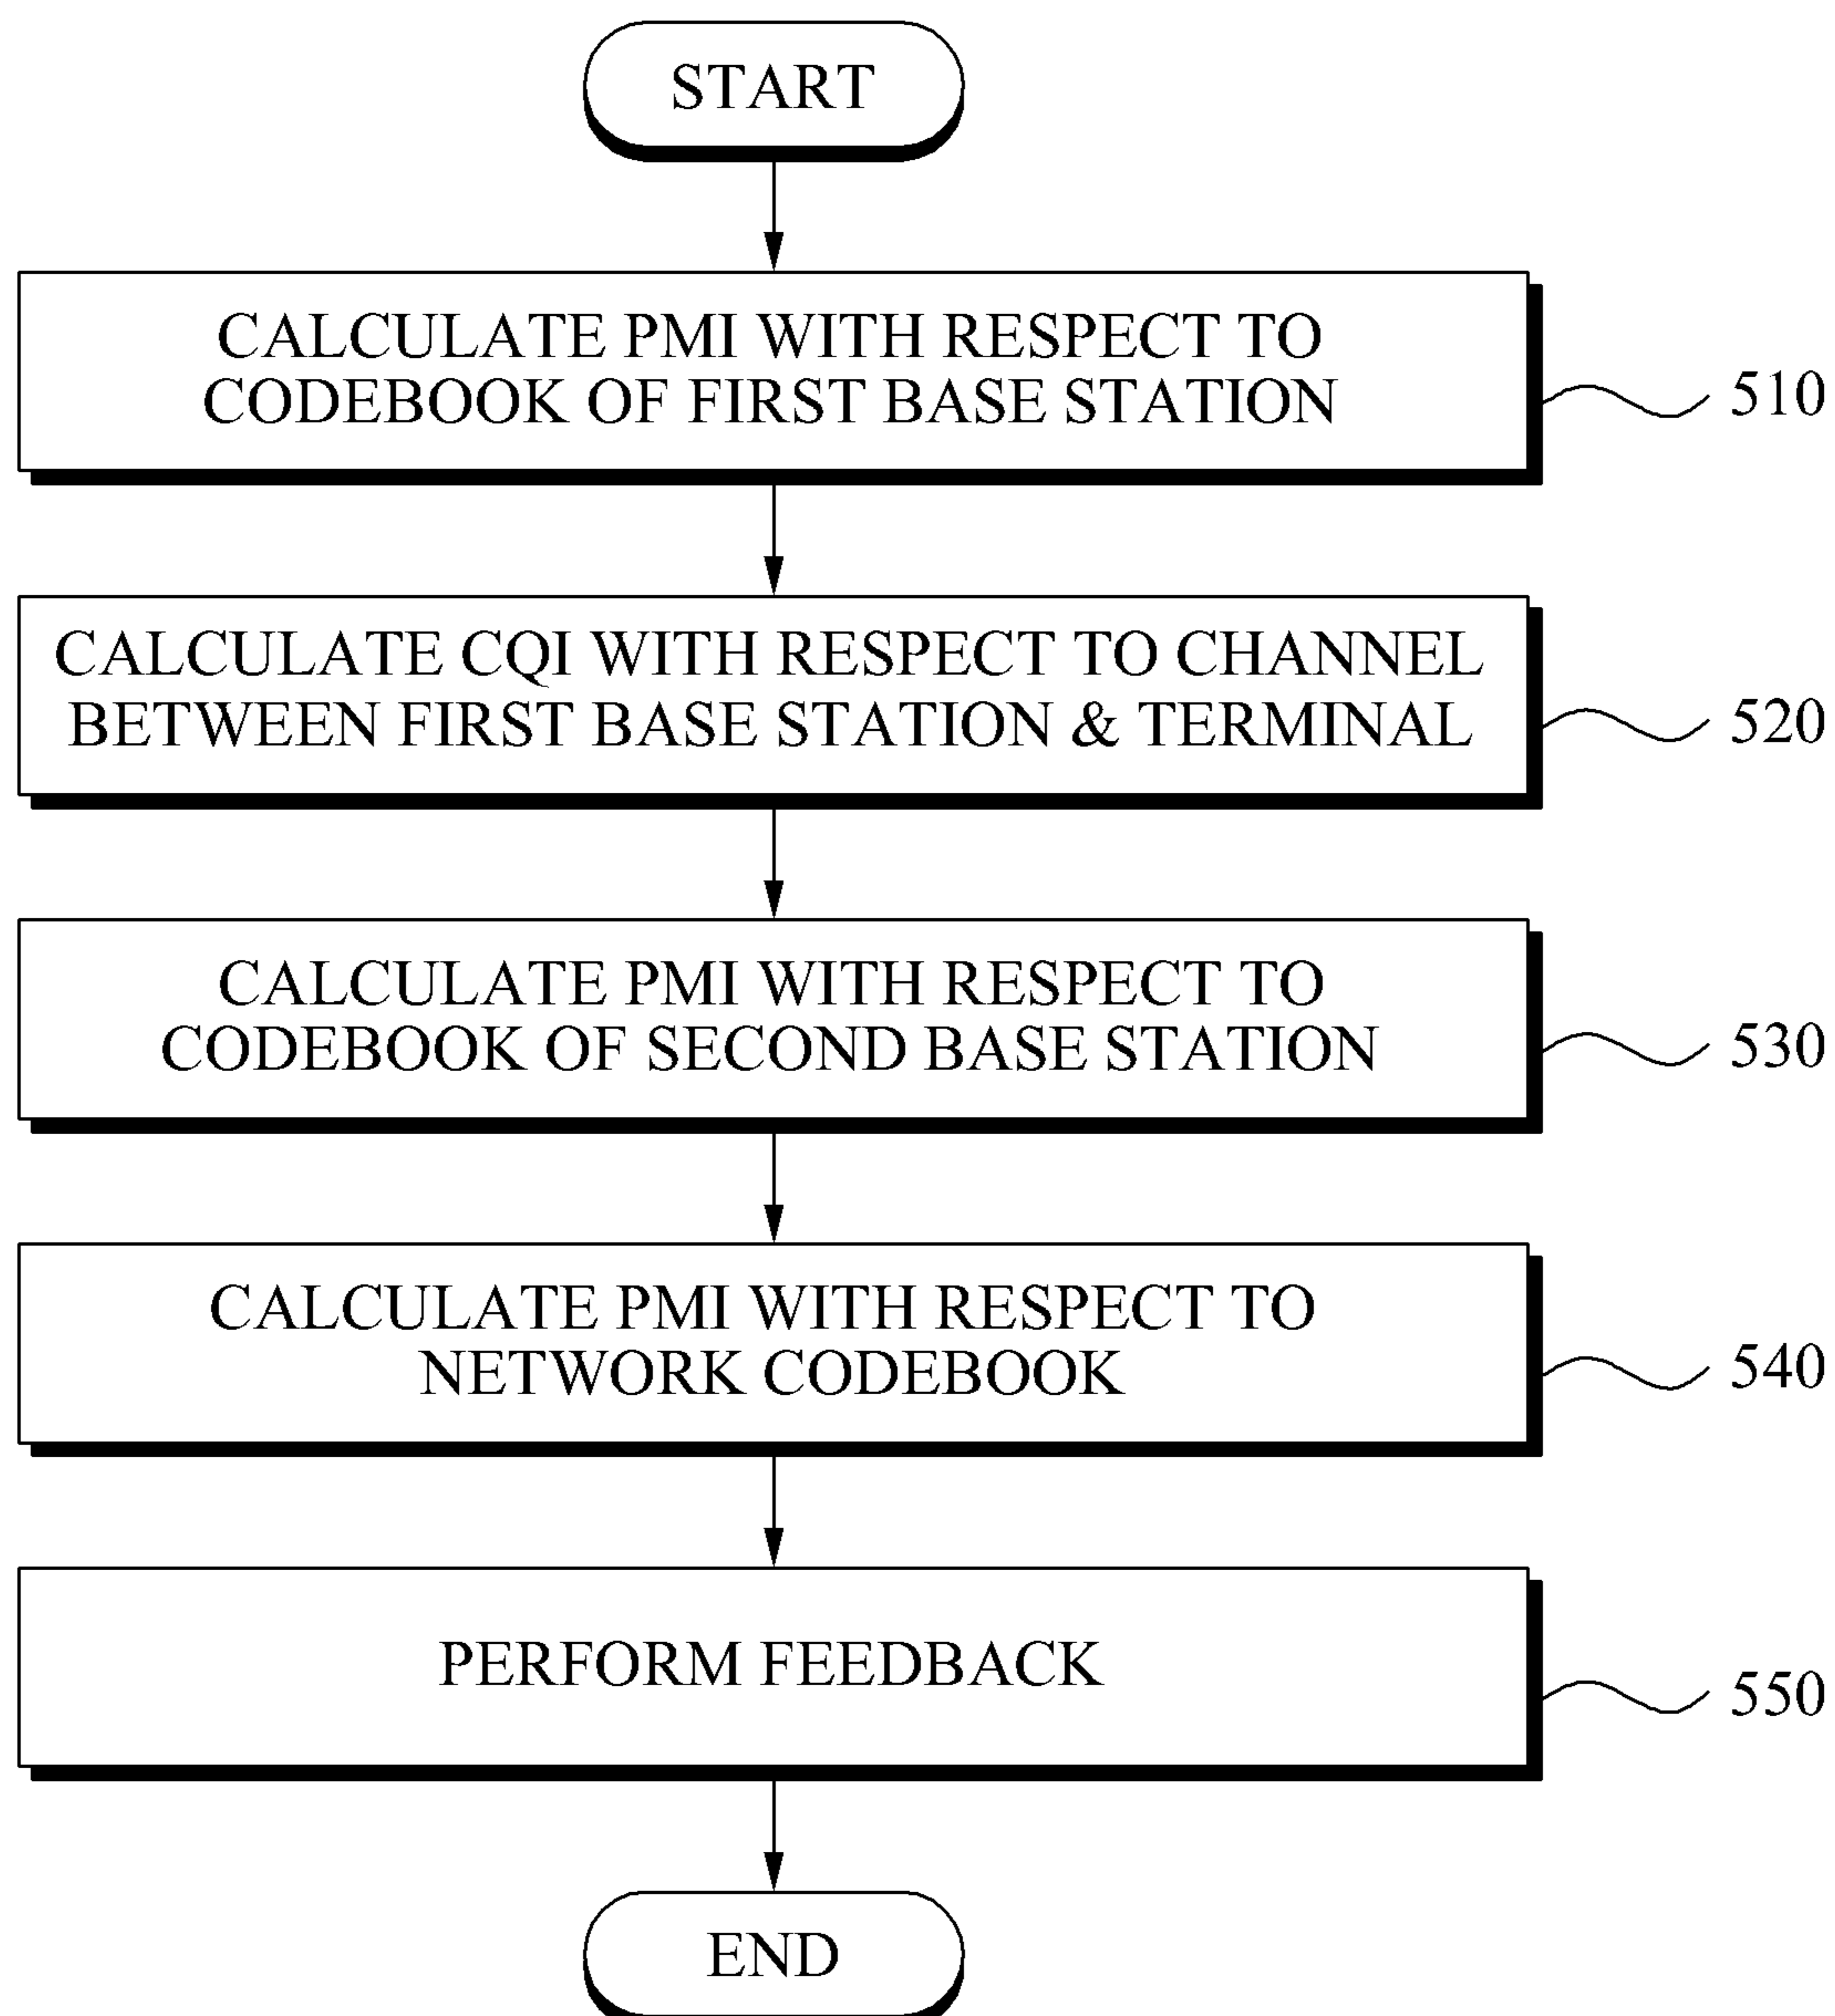 START
CALCULATE PMI WITH RESPECT TO
CODEBOOK OF FIRST BASE STATION
510
CALCULATE CQI WITH RESPECT TO CHANNEL
BETWEEN FIRST BASE STATION & TERMINAL
520
CALCULATE PMI WITH RESPECT TO
CODEBOOK OF SECOND BASE STATION
530
CALCULATE PMI WITH RESPECT TO
NETWORK CODEBOOK
540
PERFORM FEEDBACK
550
END